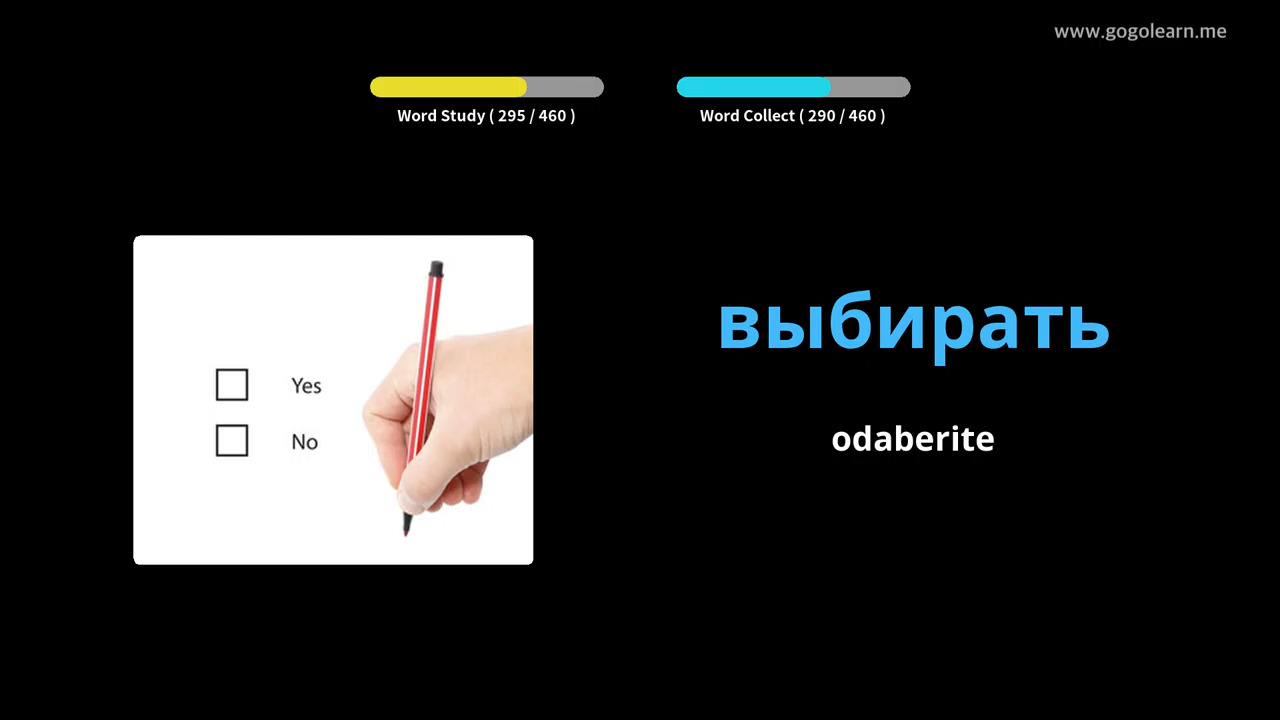 www.gogolearn.me
Word Study ( 295 / 460 )
Word Collect ( 290 / 460 )
Yes
No
выбирать
odaberite